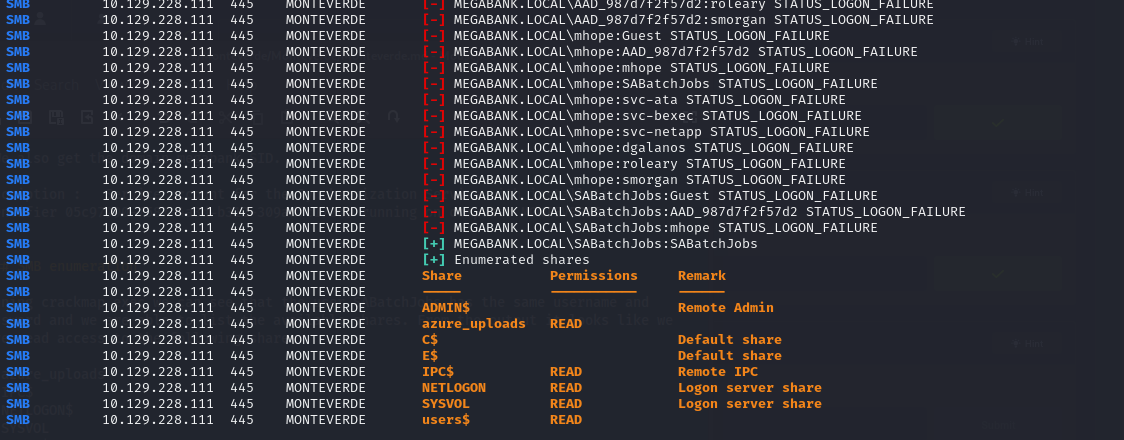 SMB 10.129.228.111 445 MONTEVERDE [-] MEGABANK.LOCAL\AAD_987d7f2f57d2:roleary STATUS_LOGON_FAILURE
SMB 10.129.228.111 445 MONTEVERDE [-] MEGABANK.LOCAL\AAD_987d7f2f57d2:smorgan STATUS_LOGON_FAILURE
SMB 10.129.228.111 445 MONTEVERDE [-] MEGABANK.LOCAL\mhope:Guest STATUS_LOGON_FAILURE
SMB 10.129.228.111 445 MONTEVERDE [-] MEGABANK.LOCAL\mhope:AAD_987d7f2f57d2 STATUS_LOGON_FAILURE
SMB 10.129.228.111 445 MONTEVERDE [-] MEGABANK.LOCAL\mhope:mhope STATUS_LOGON_FAILURE
SMB 10.129.228.111 445 MONTEVERDE [-] MEGABANK.LOCAL\mhope:SABatchJobs STATUS_LOGON_FAILURE
SMB 10.129.228.111 445 MONTEVERDE [-] MEGABANK.LOCAL\mhope:svc-ata STATUS_LOGON_FAILURE
SMB 10.129.228.111 445 MONTEVERDE [-] MEGABANK.LOCAL\mhope:svc-bexec STATUS_LOGON_FAILURE
SMB 10.129.228.111 445 MONTEVERDE [-] MEGABANK.LOCAL\mhope:svc-netapp STATUS_LOGON_FAILURE
SMB 10.129.228.111 445 MONTEVERDE [-] MEGABANK.LOCAL\mhope:dgalanos STATUS_LOGON_FAILURE
SMB 10.129.228.111 445 MONTEVERDE [-] MEGABANK.LOCAL\mhope:roleary STATUS_LOGON_FAILURE
SMB 10.129.228.111 445 MONTEVERDE [-] MEGABANK.LOCAL\mhope:smorgan STATUS_LOGON_FAILURE
SMB 10.129.228.111 445 MONTEVERDE [-] MEGABANK.LOCAL\SABatchJobs:Guest STATUS_LOGON_FAILURE
SMB 10.129.228.111 445 MONTEVERDE [-] MEGABANK.LOCAL\SABatchJobs:AAD_987d7f2f57d2 STATUS_LOGON_FAILURE
SMB 10.129.228.111 445 MONTEVERDE [-] MEGABANK.LOCAL\SABatchJobs:mhope STATUS_LOGON_FAILURE
SMB 10.129.228.111 445 MONTEVERDE [+] MEGABANK.LOCAL\SABatchJobs:SABatchJobs
SMB 10.129.228.111 445 MONTEVERDE [+] Enumerated shares
SMB 10.129.228.111 445 MONTEVERDE Share Permissions Remark
SMB 10.129.228.111 445 MONTEVERDE ----- ----------- ------
SMB 10.129.228.111 445 MONTEVERDE ADMIN$ Remote Admin
SMB 10.129.228.111 445 MONTEVERDE azure_uploads READ
SMB 10.129.228.111 445 MONTEVERDE C$ Default share
SMB 10.129.228.111 445 MONTEVERDE E$ Default share
SMB 10.129.228.111 445 MONTEVERDE IPC$ READ Remote IPC
SMB 10.129.228.111 445 MONTEVERDE NETLOGON READ Logon server share
SMB 10.129.228.111 445 MONTEVERDE SYSVOL READ Logon server share
SMB 10.129.228.111 445 MONTEVERDE users$ READ